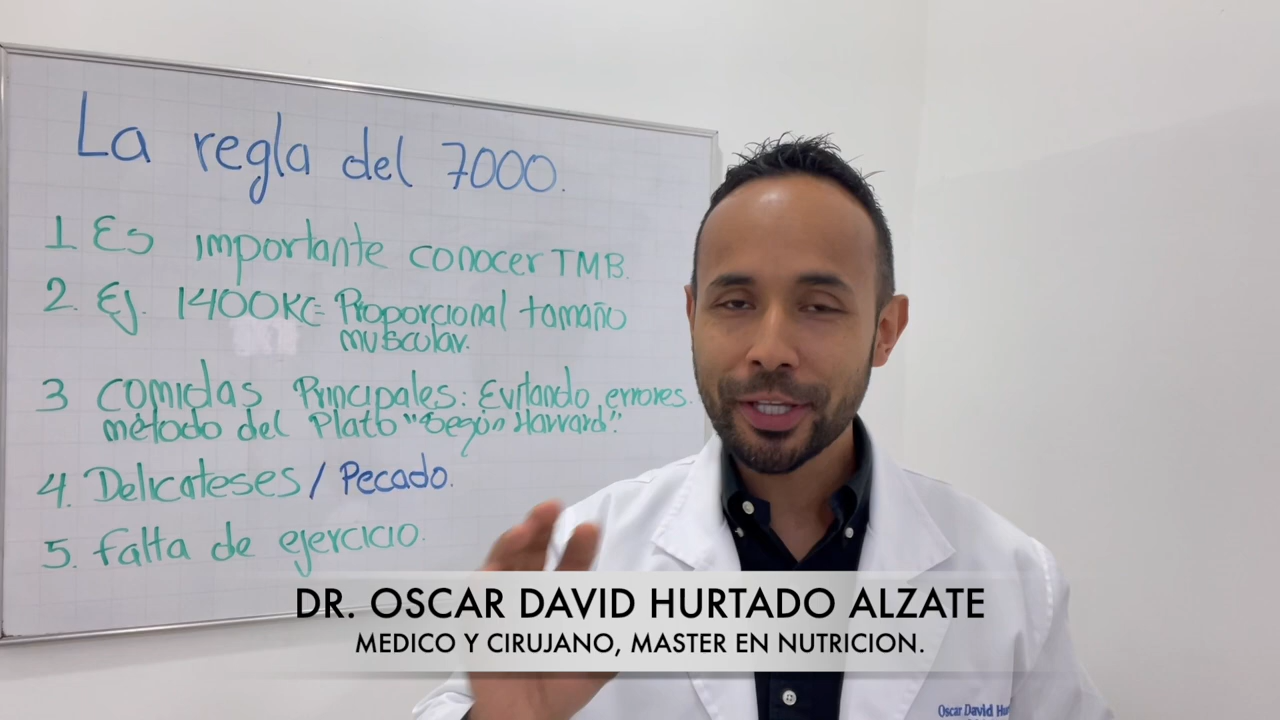 La regla del 7000.
1 Es importante conocer TMB.
2. Ej. 1400KC= Proporcional tamaño
muscular.
3 comidas Principales: Evitando errores.
método del Plato "Según Harvard".
4. Delicateses / Pecado.
5. falta de ejercicio.
DR. OSCAR DAVID HURTADO ALZATE
MEDICO Y CIRUJANO, MASTER EN NUTRICION.
Oscar David